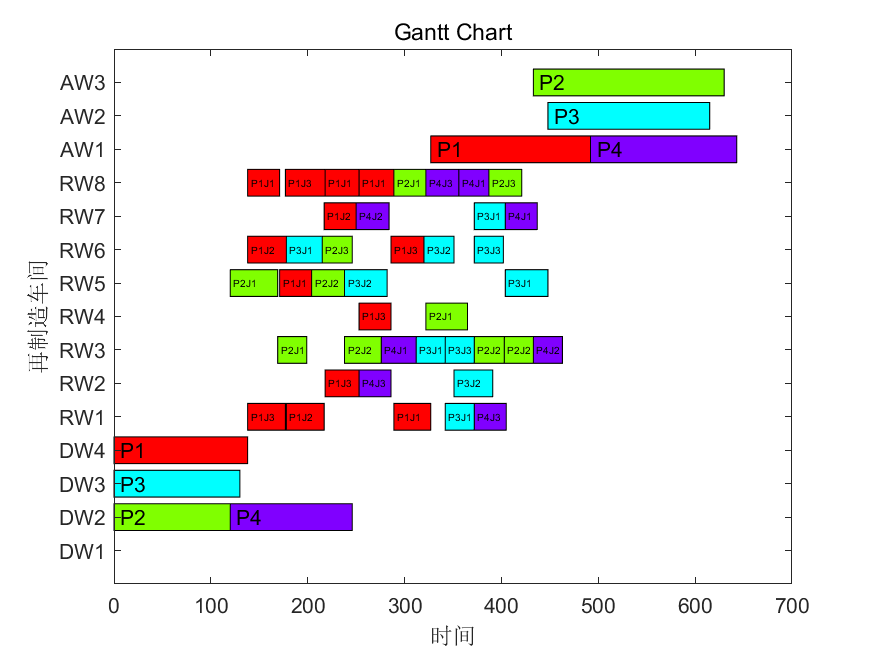 Gantt Chart
再制造车间
AW3 P2
AW2 P3
AW1 P1 P4
RW8 P1J1 P1J3 P1J1 P1J1 P2J1 P4J3 P4J1 P2J3
RW7 P1J2 P4J2 P3J1 P4J1
RW6 P1J2 P3J1 P2J3 P1J3 P3J2 P3J3
RW5 P2J1 P1J1 P2J2 P3J2 P3J1
RW4 P1J3 P2J1
RW3 P2J1 P2J2 P4J1 P3J1 P3J3 P2J2 P2J2 P4J2
RW2 P1J3 P4J3 P3J2
RW1 P1J3 P1J2 P1J1 P3J1 P4J3
DW4 P1
DW3 P3
DW2 P2 P4
DW1
0 100 200 300 400 500 600 700
时间